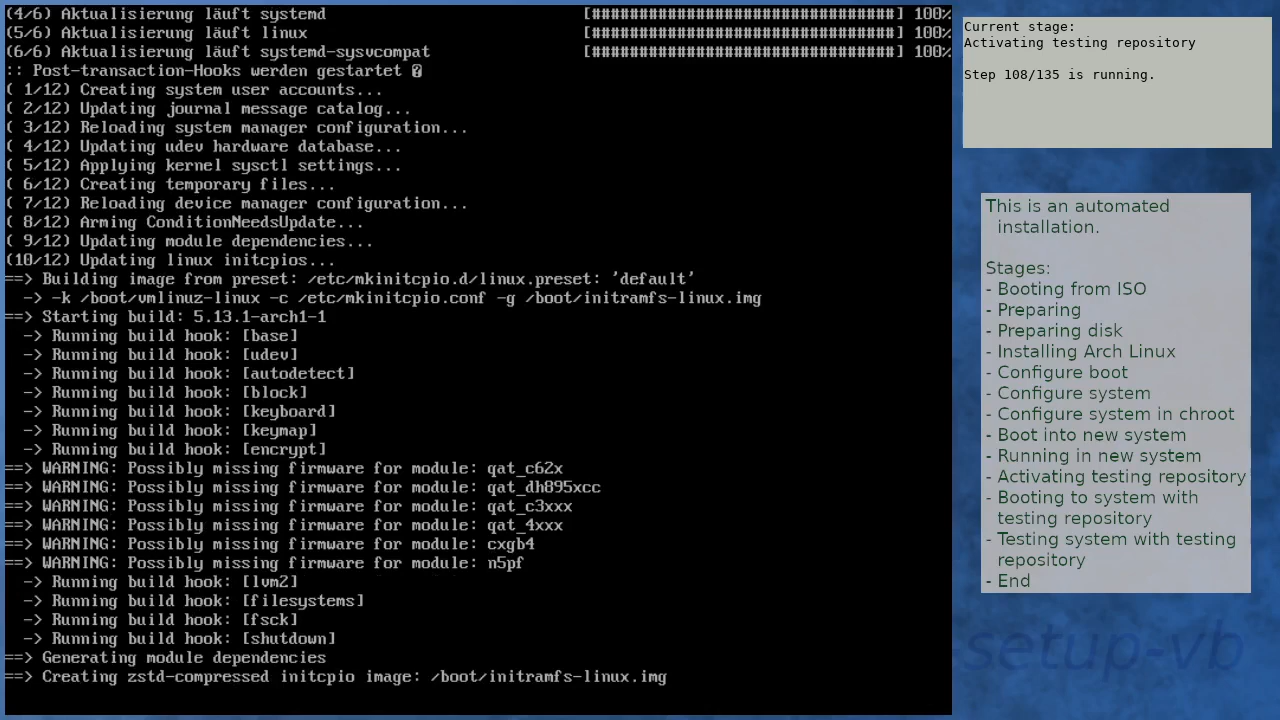 (4/6) Aktualisierung läuft systemd [################################] 100%
(5/6) Aktualisierung läuft linux [################################] 100%
(6/6) Aktualisierung läuft systemd-sysvcompat [################################] 100%
:: Post-transaction-Hooks werden gestartet �
( 1/12) Creating system user accounts...
( 2/12) Updating journal message catalog...
( 3/12) Reloading system manager configuration...
( 4/12) Updating udev hardware database...
( 5/12) Applying kernel sysctl settings...
( 6/12) Creating temporary files...
( 7/12) Reloading device manager configuration...
( 8/12) Arming ConditionNeedsUpdate...
( 9/12) Updating module dependencies...
(10/12) Updating linux initcpios...
==> Building image from preset: /etc/mkinitcpio.d/linux.preset: 'default'
  -> -k /boot/vmlinuz-linux -c /etc/mkinitcpio.conf -g /boot/initramfs-linux.img
==> Starting build: 5.13.1-arch1-1
  -> Running build hook: [base]
  -> Running build hook: [udev]
  -> Running build hook: [autodetect]
  -> Running build hook: [block]
  -> Running build hook: [keyboard]
  -> Running build hook: [keymap]
  -> Running build hook: [encrypt]
==> WARNING: Possibly missing firmware for module: qat_c62x
==> WARNING: Possibly missing firmware for module: qat_dh895xcc
==> WARNING: Possibly missing firmware for module: qat_c3xxx
==> WARNING: Possibly missing firmware for module: qat_4xxx
==> WARNING: Possibly missing firmware for module: cxgb4
==> WARNING: Possibly missing firmware for module: n5pf
  -> Running build hook: [lvm2]
  -> Running build hook: [filesystems]
  -> Running build hook: [fsck]
  -> Running build hook: [shutdown]
==> Generating module dependencies
==> Creating zstd-compressed initcpio image: /boot/initramfs-linux.img
Current stage:
Activating testing repository
Step 108/135 is running.
This is an automated
installation.
Stages:
- Booting from ISO
- Preparing
- Preparing disk
- Installing Arch Linux
- Configure boot
- Configure system
- Configure system in chroot
- Boot into new system
- Running in new system
- Activating testing repository
- Booting to system with
testing repository
- Testing system with testing
repository
- End
setup-vb